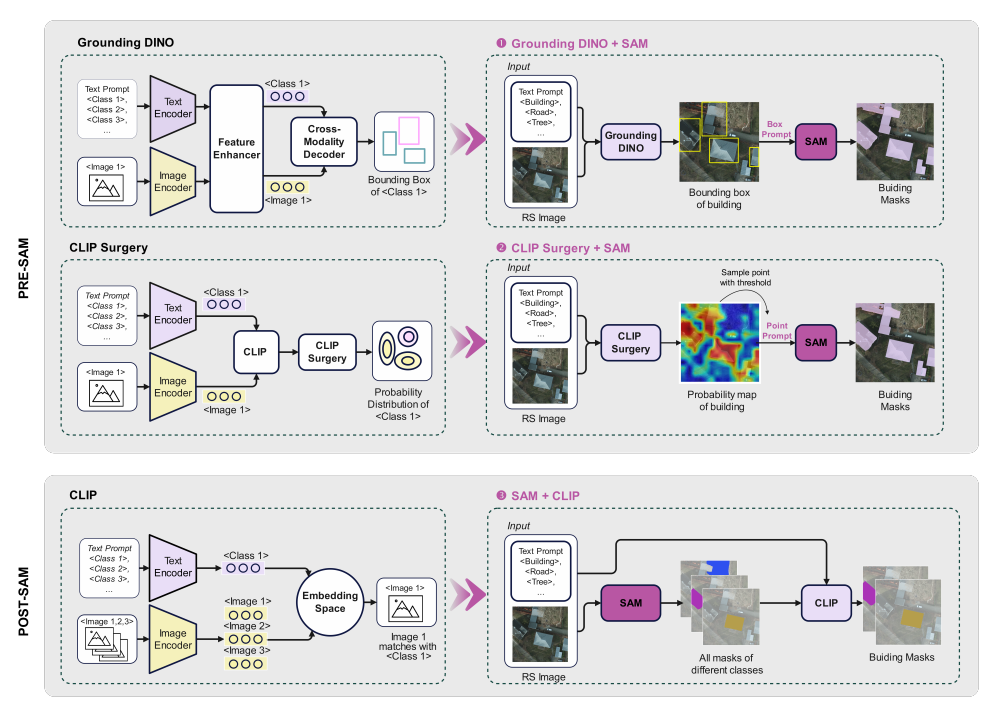 PRE-SAM
Grounding DINO
Text Prompt
<Class 1>,
<Class 2>,
<Class 3>,
...
Text
Encoder
<Image 1>
Image
Encoder
Feature
Enhancer
<Class 1>
<Image 1>
Cross-
Modality
Decoder
Bounding Box
of <Class 1>
❶ Grounding DINO + SAM
Input
Text Prompt
<Building>,
<Road>,
<Tree>,
...
RS Image
Grounding
DINO
Bounding box
of building
Box
Prompt
SAM
Buiding
Masks
CLIP Surgery
Text Prompt
<Class 1>,
<Class 2>,
<Class 3>,
...
Text
Encoder
<Image 1>
Image
Encoder
<Class 1>
<Image 1>
CLIP
CLIP
Surgery
Probability
Distribution of
<Class 1>
❷ CLIP Surgery + SAM
Input
Text Prompt
<Building>,
<Road>,
<Tree>,
...
RS Image
CLIP
Surgery
Sample point
with threshold
Probability map
of building
Point
Prompt
SAM
Buiding
Masks
POST-SAM
CLIP
Text Prompt
<Class 1>,
<Class 2>,
<Class 3>,
...
Text
Encoder
<Image 1,2,3>
Image
Encoder
<Class 1>
<Image 1>
<Image 2>
<Image 3>
Embedding
Space
<Image 1>
Image 1
matches with
<Class 1>
❸ SAM + CLIP
Input
Text Prompt
<Building>,
<Road>,
<Tree>,
...
RS Image
SAM
All masks of
different classes
CLIP
Buiding Masks